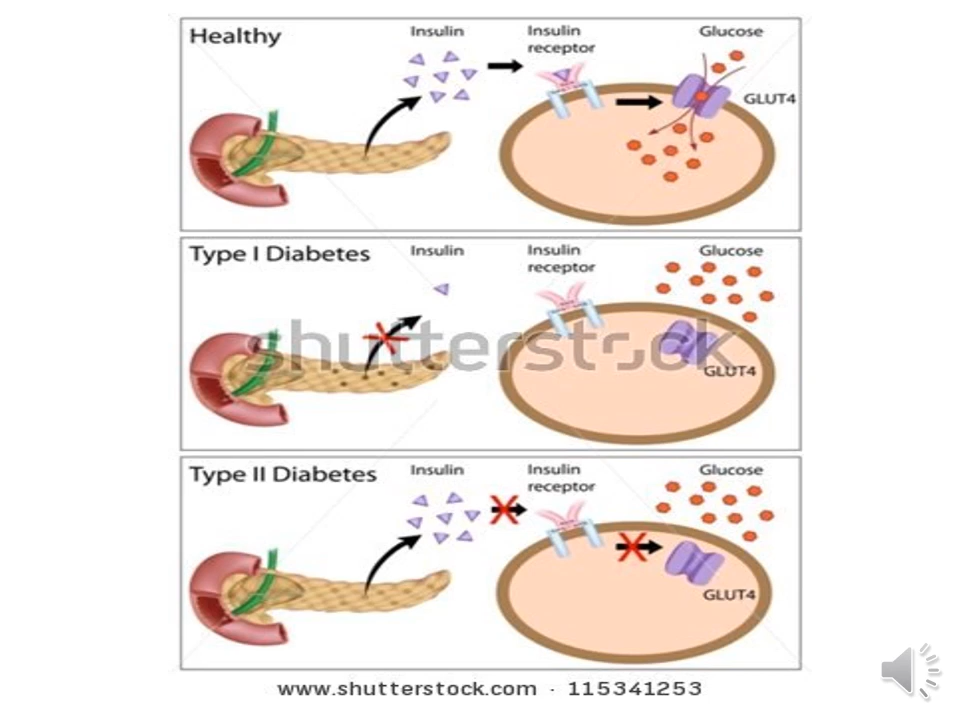 Healthy
Insulin
Insulin
receptor
Glucose
GLUT4
Type I Diabetes
Insulin
Insulin
receptor
Glucose
shutterstock
GLUT4
Type II Diabetes
Insulin
Insulin
receptor
Glucose
GLUT4
www.shutterstock.com · 115341253